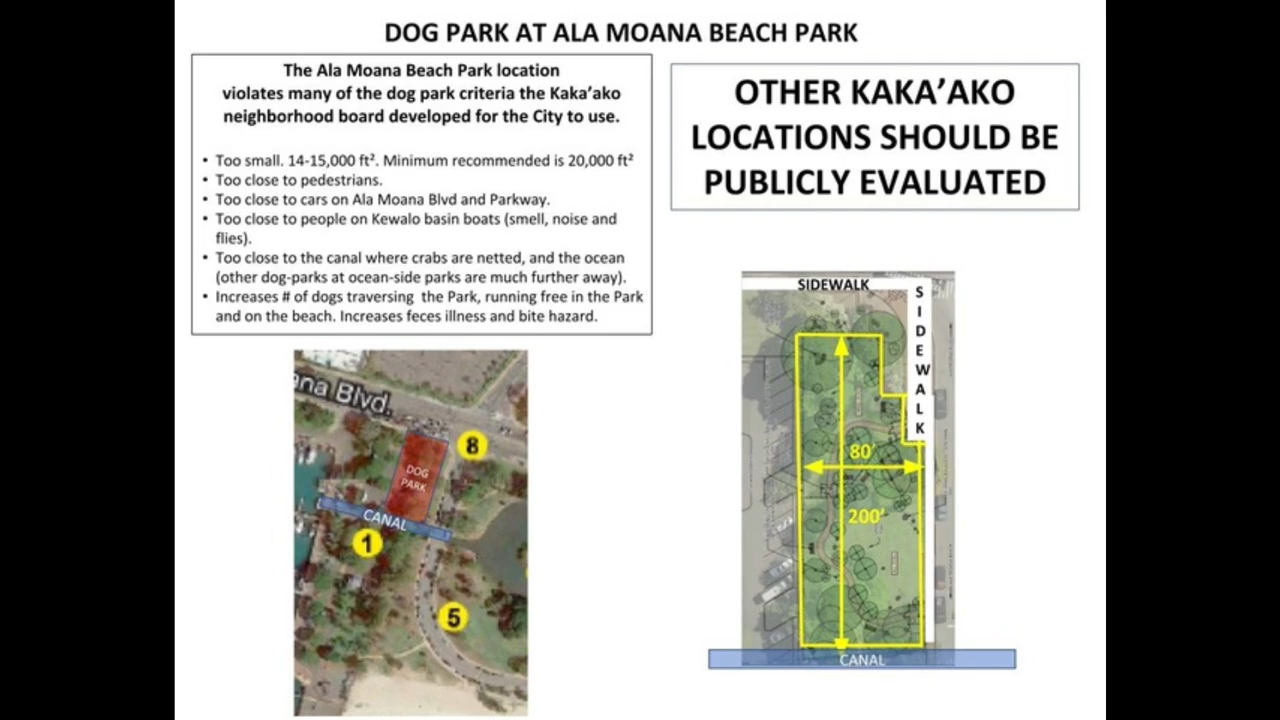 DOG PARK AT ALA MOANA BEACH PARK
The Ala Moana Beach Park location
violates many of the dog park criteria the Kaka’ako
neighborhood board developed for the City to use.
• Too small. 14-15,000 ft². Minimum recommended is 20,000 ft²
• Too close to pedestrians.
• Too close to cars on Ala Moana Blvd and Parkway.
• Too close to people on Kewalo basin boats (smell, noise and
flies).
• Too close to the canal where crabs are netted, and the ocean
(other dog-parks at ocean-side parks are much further away).
• Increases # of dogs traversing the Park, running free in the Park
and on the beach. Increases feces illness and bite hazard.
OTHER KAKA’AKO
LOCATIONS SHOULD BE
PUBLICLY EVALUATED
ana Blvd.
8
DOG
PARK
CANAL
1
5
SIDEWALK
SIDEWALK
80’
200’
CANAL